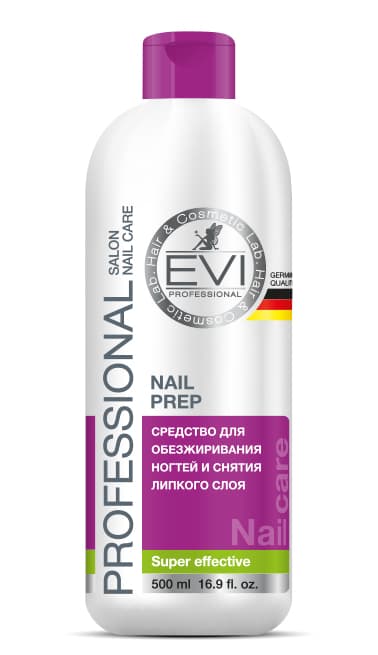 Lab · Hair & Cosmetic Lab · Hair & Cosmetic
EVI
PROFESSIONAL
GERMAN
QUALIT
PROFESSIONAL
SALON
NAIL CARE
NAIL
PREP
СРЕДСТВО ДЛЯ
ОБЕЗЖИРИВАНИЯ
НОГТЕЙ И СНЯТИЯ
ЛИПКОГО СЛОЯ
Nail care
Super effective
500 ml 16.9 fl. oz.